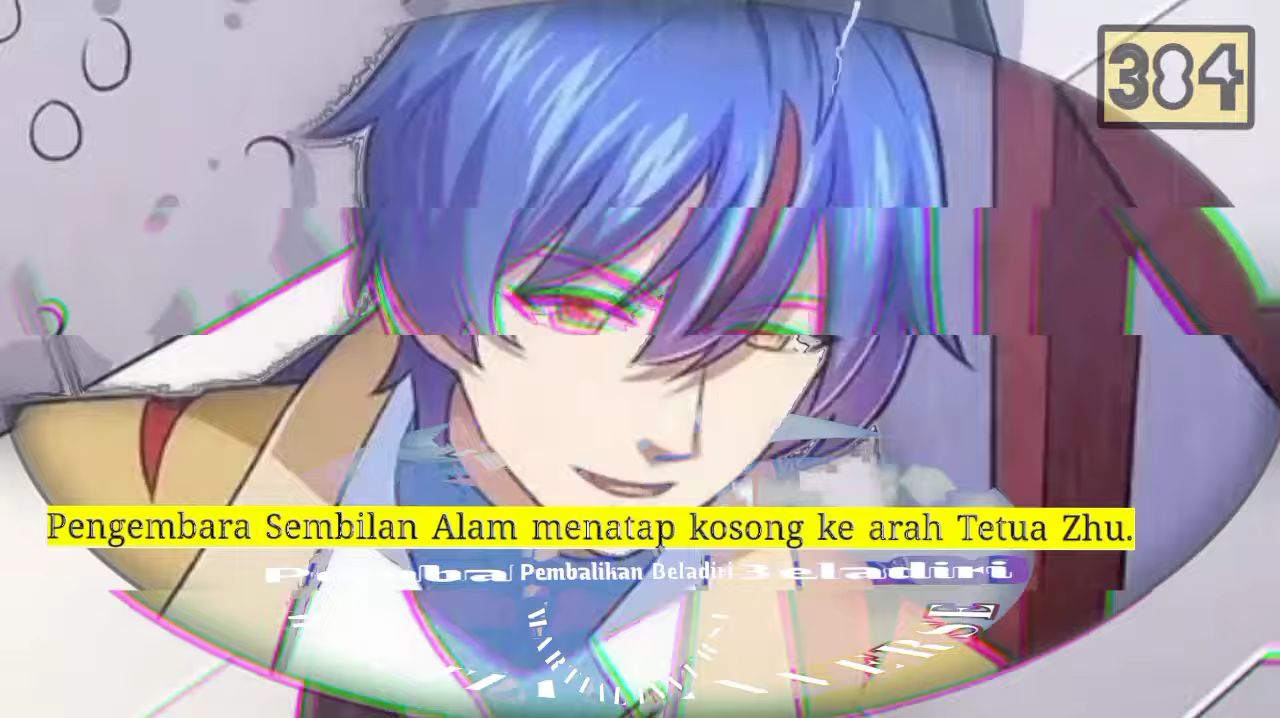 384
Pengembara Sembilan Alam menatap kosong ke arah Tetua Zhu.
Pembalikan Beladiri